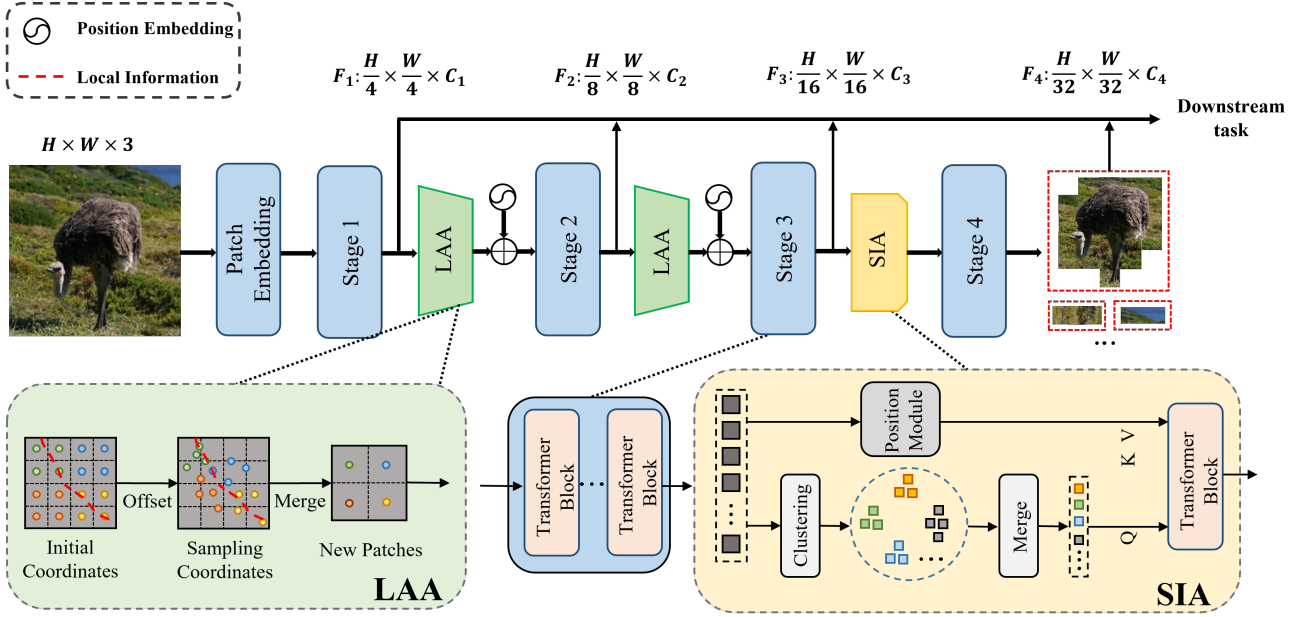 Position Embedding
Local Information
F₁: H/4 × W/4 × C₁
F₂: H/8 × W/8 × C₂
F₃: H/16 × W/16 × C₃
F₄: H/32 × W/32 × C₄
Downstream
task
H × W × 3
Patch
Embedding
Stage 1
LAA
Stage 2
LAA
Stage 3
SIA
Stage 4
...
Offset
Merge
Initial
Coordinates
Sampling
Coordinates
New Patches
LAA
Transformer
Block
...
Transformer
Block
Position
Module
K V
Clustering
...
Merge
Q
Transformer
Block
SIA